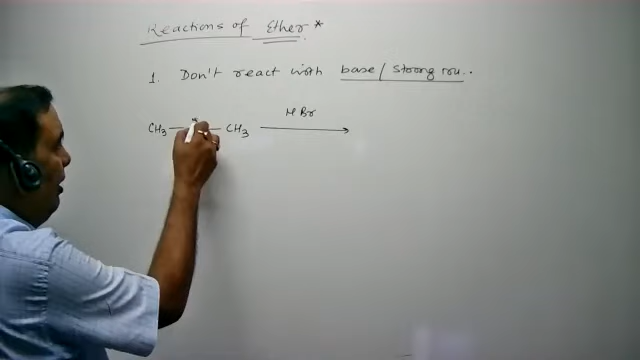 Reactions of Ether *
1. Don't react with base / strong nu..
HBr
CH3 — — CH3 →